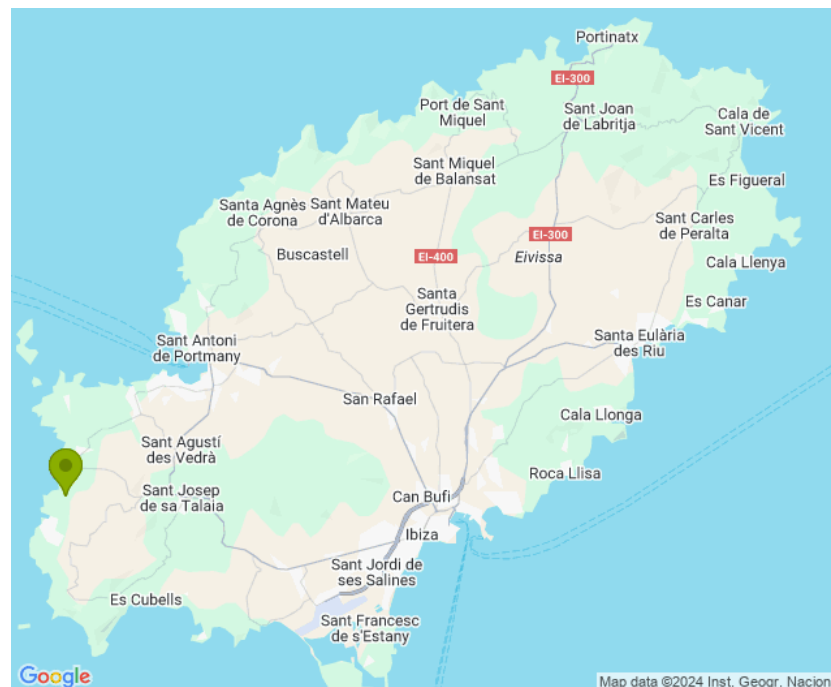 Portinatx
EI-300
Port de Sant
Miquel
Sant Joan
de Labritja
Cala de
Sant Vicent
Sant Miquel
de Balansat
Es Figueral
Santa Agnès
de Corona
Sant Mateu
d'Albarca
Sant Carles
de Peralta
EI-300
Buscastell
EI-400
Eivissa
Cala Llenya
Santa
Gertrudis
de Fruitera
Es Canar
Sant Antoni
de Portmany
Santa Eulària
des Riu
San Rafael
Cala Llonga
Sant Agustí
des Vedrà
Roca Llisa
Sant Josep
de sa Talaia
Can Bufí
Ibiza
Sant Jordi de
ses Salines
Es Cubells
Sant Francesc
de s'Estany
Google
Map data ©2024 Inst. Geogr. Nacion